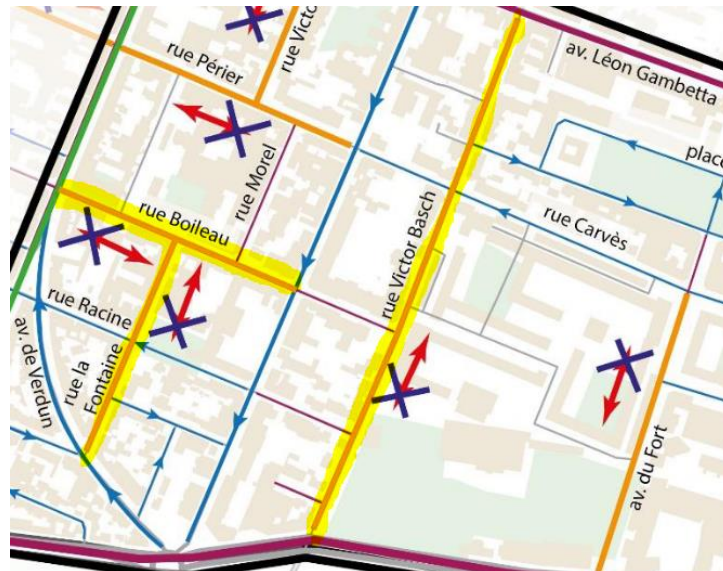 rue Victo
rue Périer
av. Léon Gambetta
place
rue Morel
rue Boileau
rue Victor Basch
rue Carvès
rue Racine
av. de Verdun
rue la
Fontaine
av. du Fort